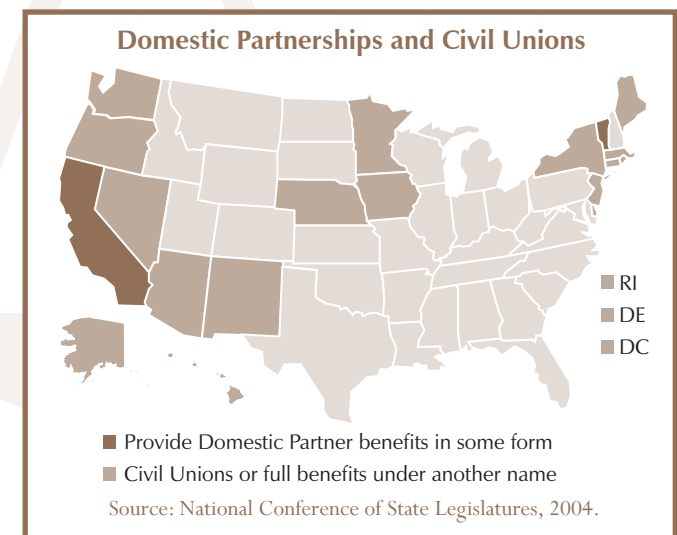 Domestic Partnerships and Civil Unions
RI
DE
DC
Provide Domestic Partner benefits in some form
Civil Unions or full benefits under another name
Source: National Conference of State Legislatures, 2004.